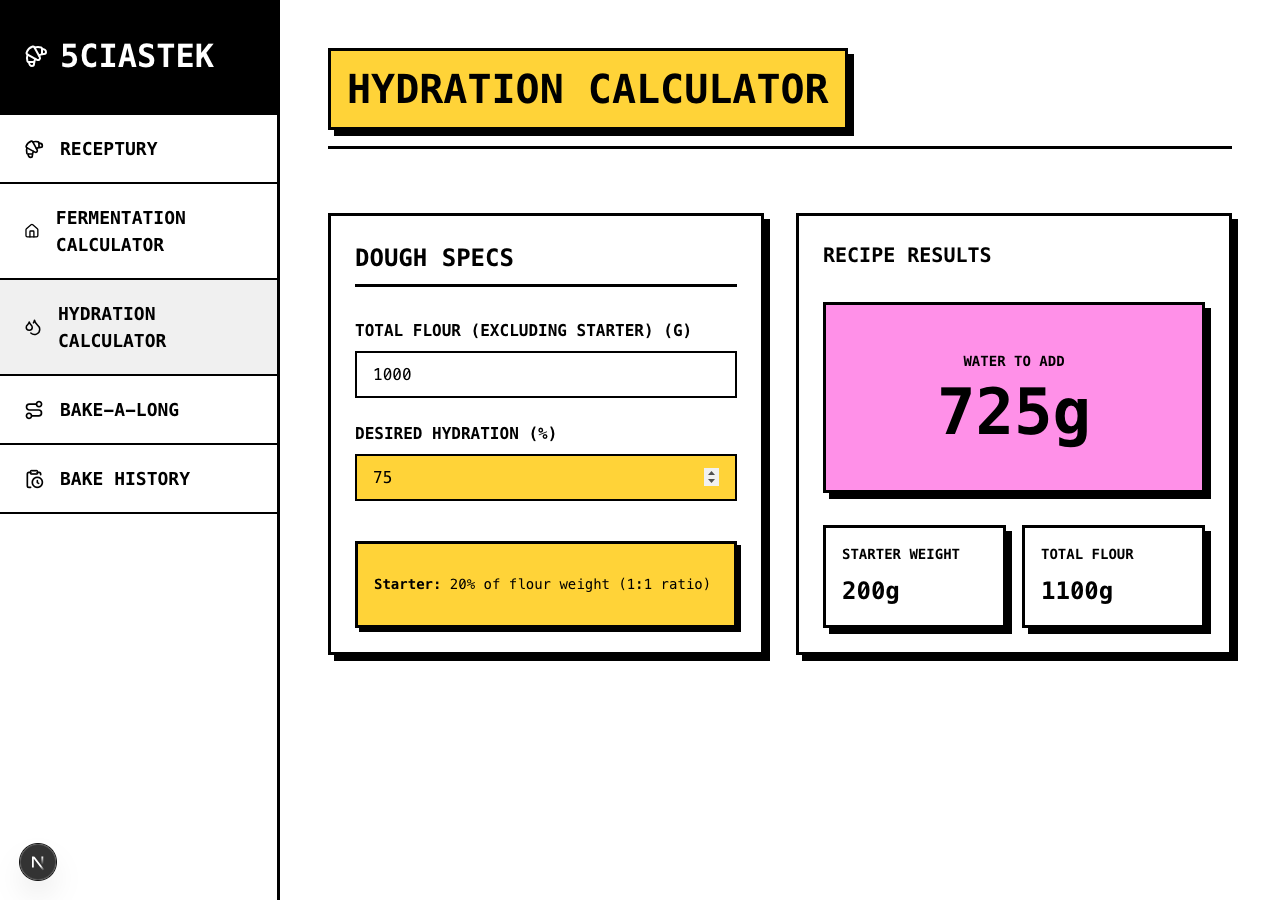 5CIASTEK
RECEPTURY
FERMENTATION
CALCULATOR
HYDRATION
CALCULATOR
BAKE-A-LONG
BAKE HISTORY
N
HYDRATION CALCULATOR
DOUGH SPECS
TOTAL FLOUR (EXCLUDING STARTER) (G)
1000
DESIRED HYDRATION (%)
75
Starter: 20% of flour weight (1:1 ratio)
RECIPE RESULTS
WATER TO ADD
725g
STARTER WEIGHT
200g
TOTAL FLOUR
1100g